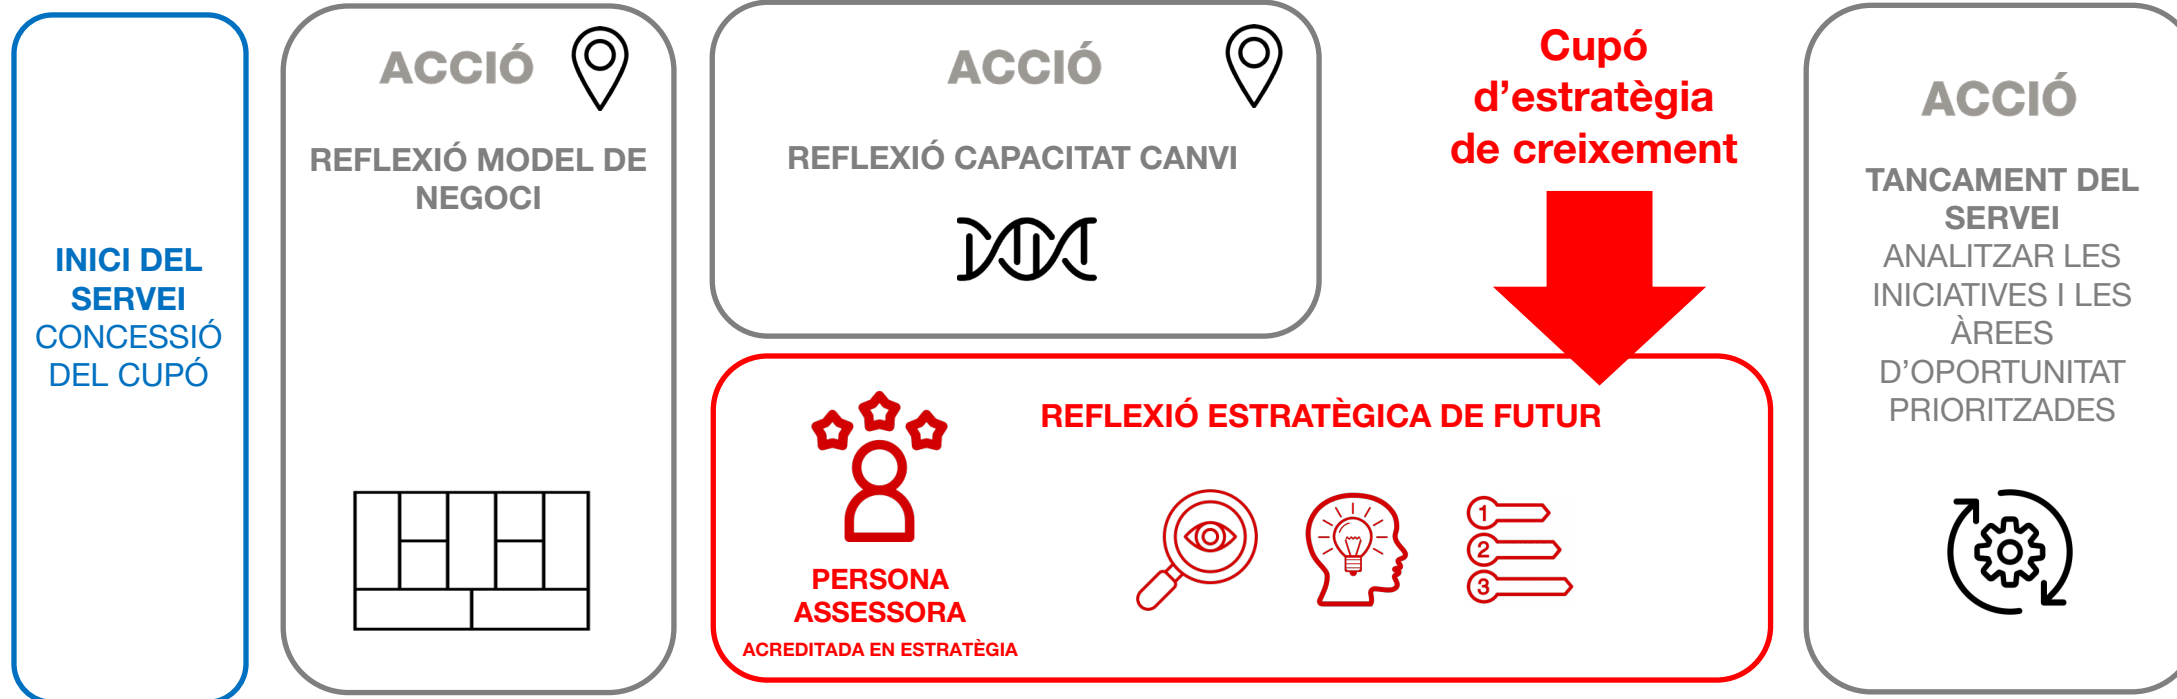 INICI DEL
SERVEI
CONCESSIÓ
DEL CUPÓ
ACCIÓ
REFLEXIÓ MODEL DE
NEGOCI
ACCIÓ
REFLEXIÓ CAPACITAT CANVI
Cupó
d’estratègia
de creixement
REFLEXIÓ ESTRATÈGICA DE FUTUR
PERSONA
ASSESSORA
ACREDITADA EN ESTRATÈGIA
1
2
3
ACCIÓ
TANCAMENT DEL
SERVEI
ANALITZAR LES
INICIATIVES I LES
ÀREES
D’OPORTUNITAT
PRIORITZADES